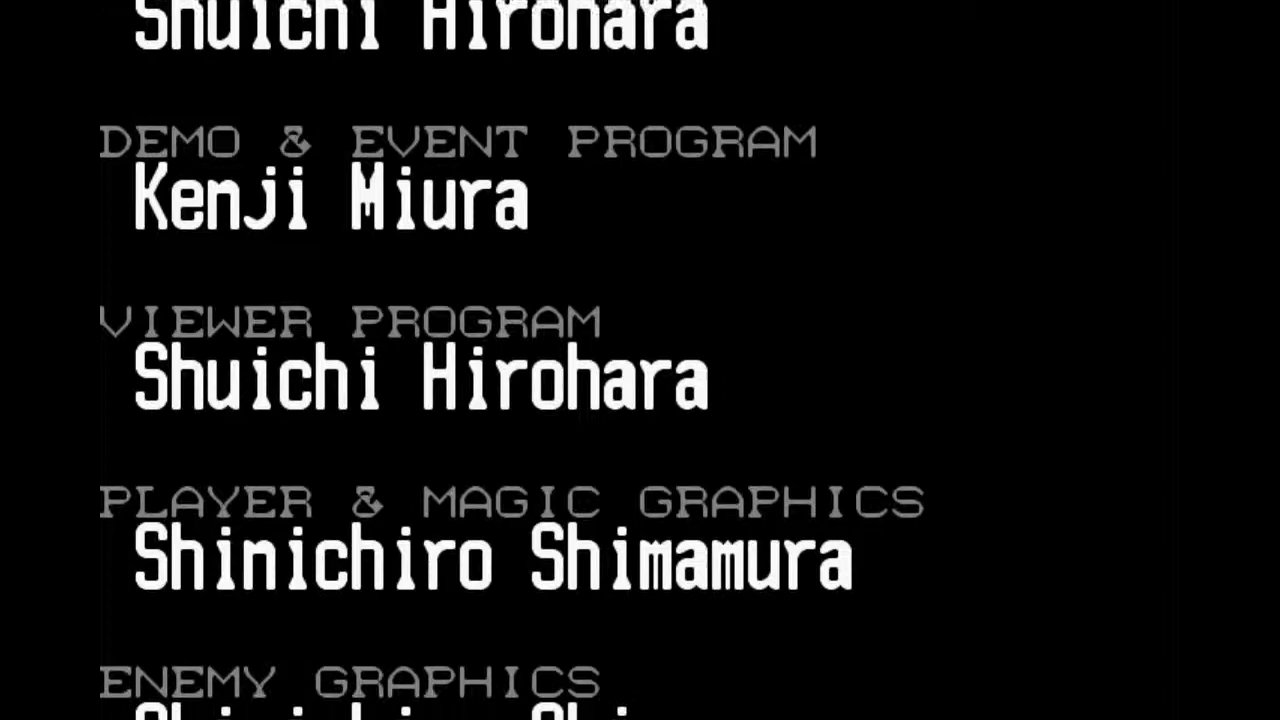 Shuichi Hirohara
DEMO & EVENT PROGRAM
Kenji Miura
VIEWER PROGRAM
Shuichi Hirohara
PLAYER & MAGIC GRAPHICS
Shinichiro Shimamura
ENEMY GRAPHICS